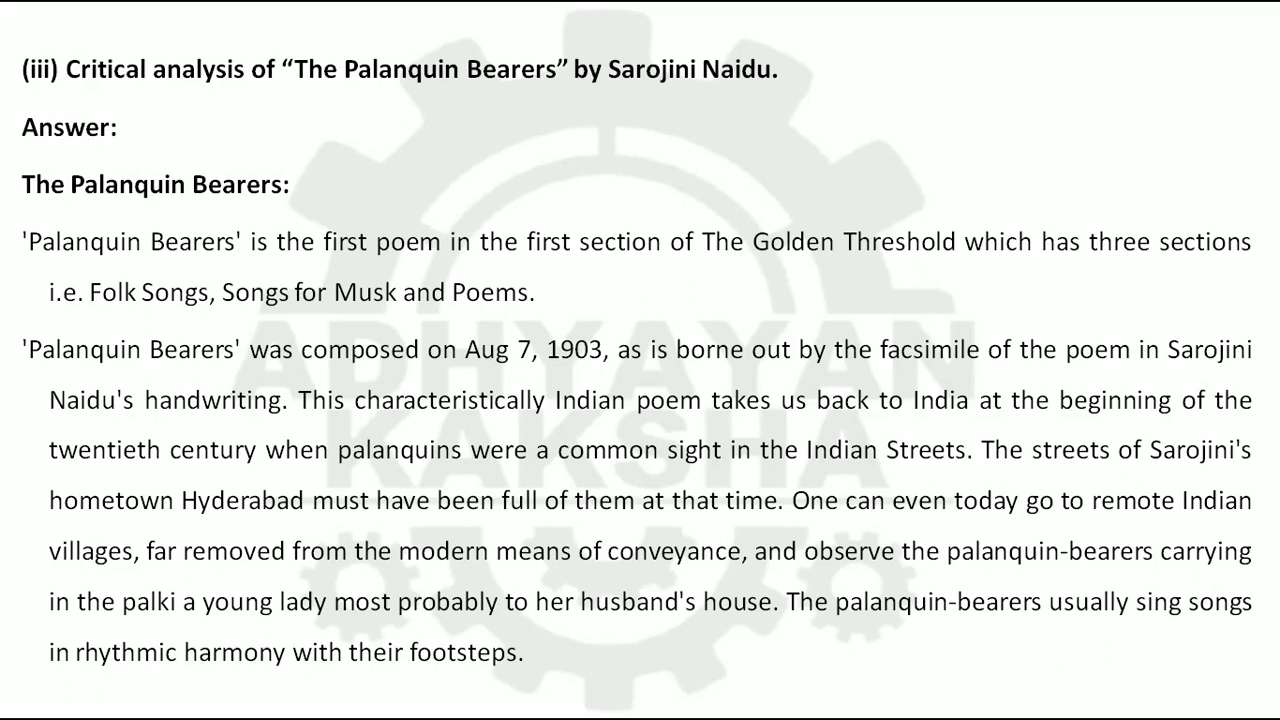 (iii) Critical analysis of “The Palanquin Bearers” by Sarojini Naidu.
Answer:
The Palanquin Bearers:
'Palanquin Bearers' is the first poem in the first section of The Golden Threshold which has three sections
i.e. Folk Songs, Songs for Musk and Poems.
'Palanquin Bearers' was composed on Aug 7, 1903, as is borne out by the facsimile of the poem in Sarojini
Naidu's handwriting. This characteristically Indian poem takes us back to India at the beginning of the
twentieth century when palanquins were a common sight in the Indian Streets. The streets of Sarojini's
hometown Hyderabad must have been full of them at that time. One can even today go to remote Indian
villages, far removed from the modern means of conveyance, and observe the palanquin-bearers carrying
in the palki a young lady most probably to her husband's house. The palanquin-bearers usually sing songs
in rhythmic harmony with their footsteps.
ADHYAYAN
KAKSHA